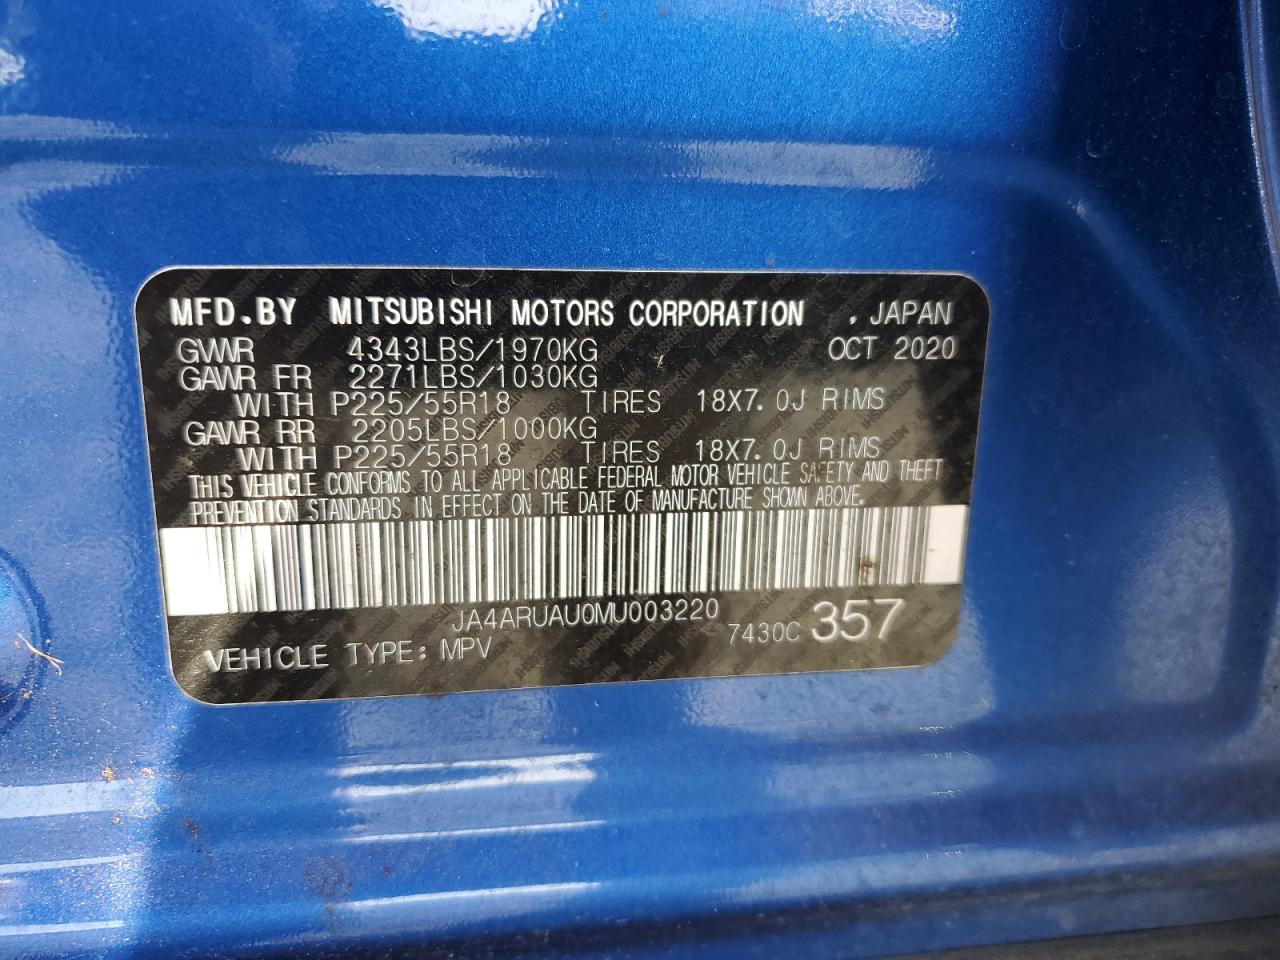 MFD.BY MITSUBISHI MOTORS CORPORATION . JAPAN
GVWR 4343LBS/1970KG OCT 2020
GAWR FR 2271LBS/1030KG
WITH P225/55R18 TIRES 18X7.0J RIMS
GAWR RR 2205LBS/1000KG
WITH P225/55R18 TIRES 18X7.0J RIMS
THIS VEHICLE CONFORMS TO ALL APPLICABLE FEDERAL MOTOR VEHICLE SAFETY AND THEFT
PREVENTION STANDARDS IN EFFECT ON THE DATE OF MANUFACTURE SHOWN ABOVE.
JA4ARUAU0MU003220
7430C 357
VEHICLE TYPE: MPV